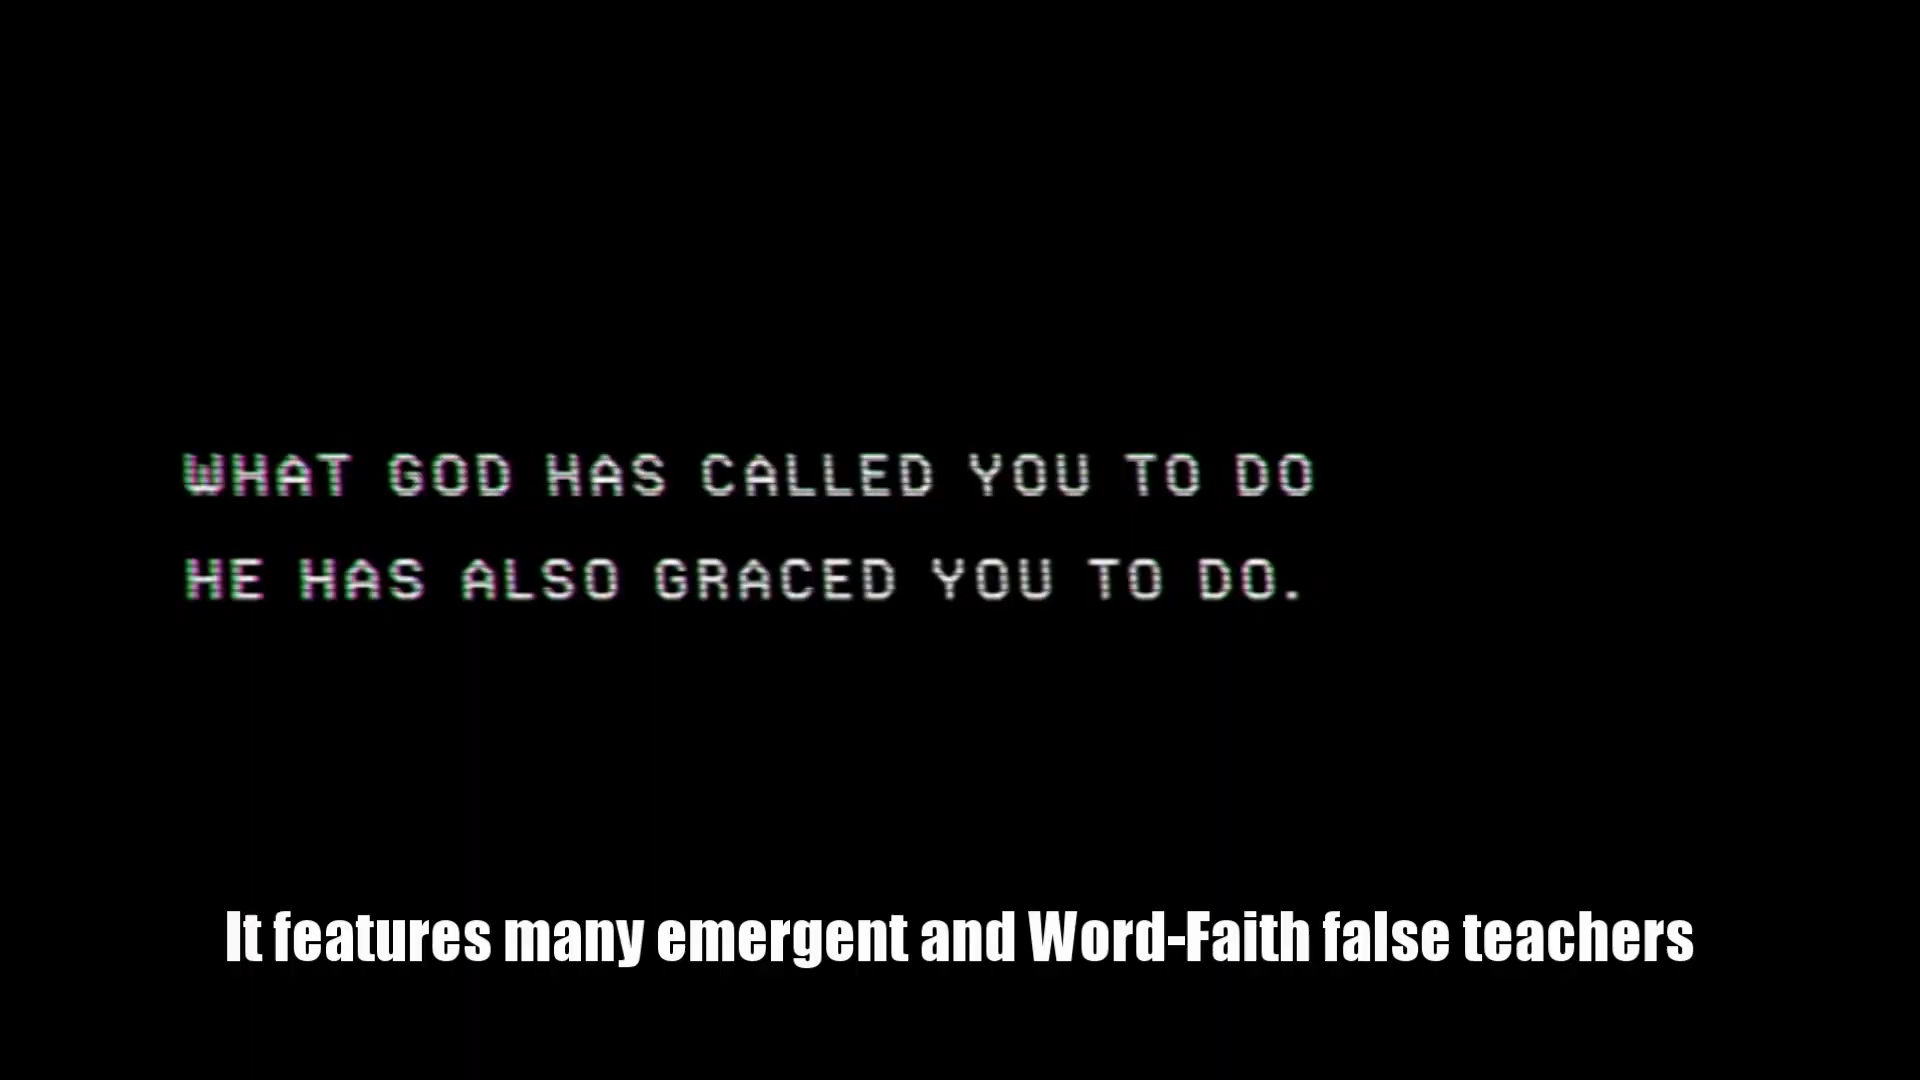 WHAT GOD HAS CALLED YOU TO DO
HE HAS ALSO GRACED YOU TO DO.
It features many emergent and Word-Faith false teachers